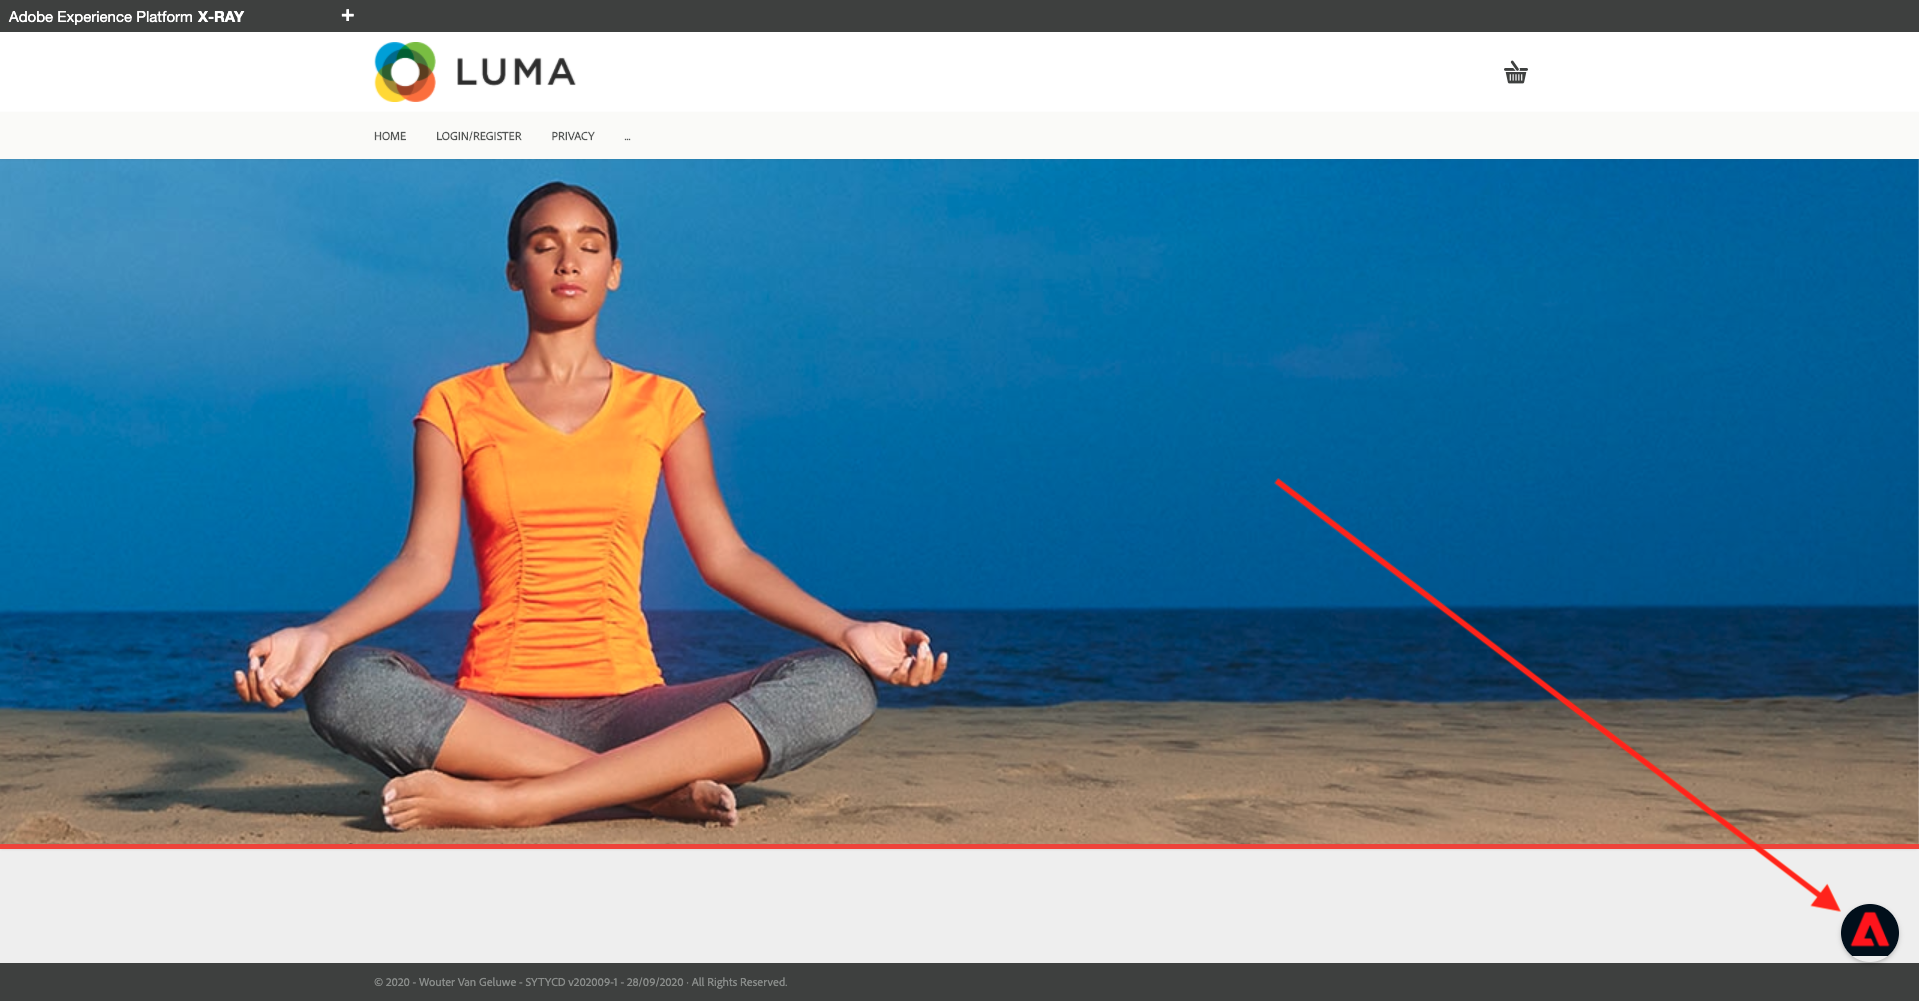 Adobe Experience Platform X-RAY +
LUMA
HOME LOGIN/REGISTER PRIVACY ...
© 2020 - Wouter Van Geluwe - SYTYCD v202009-1 - 28/09/2020 · All Rights Reserved.